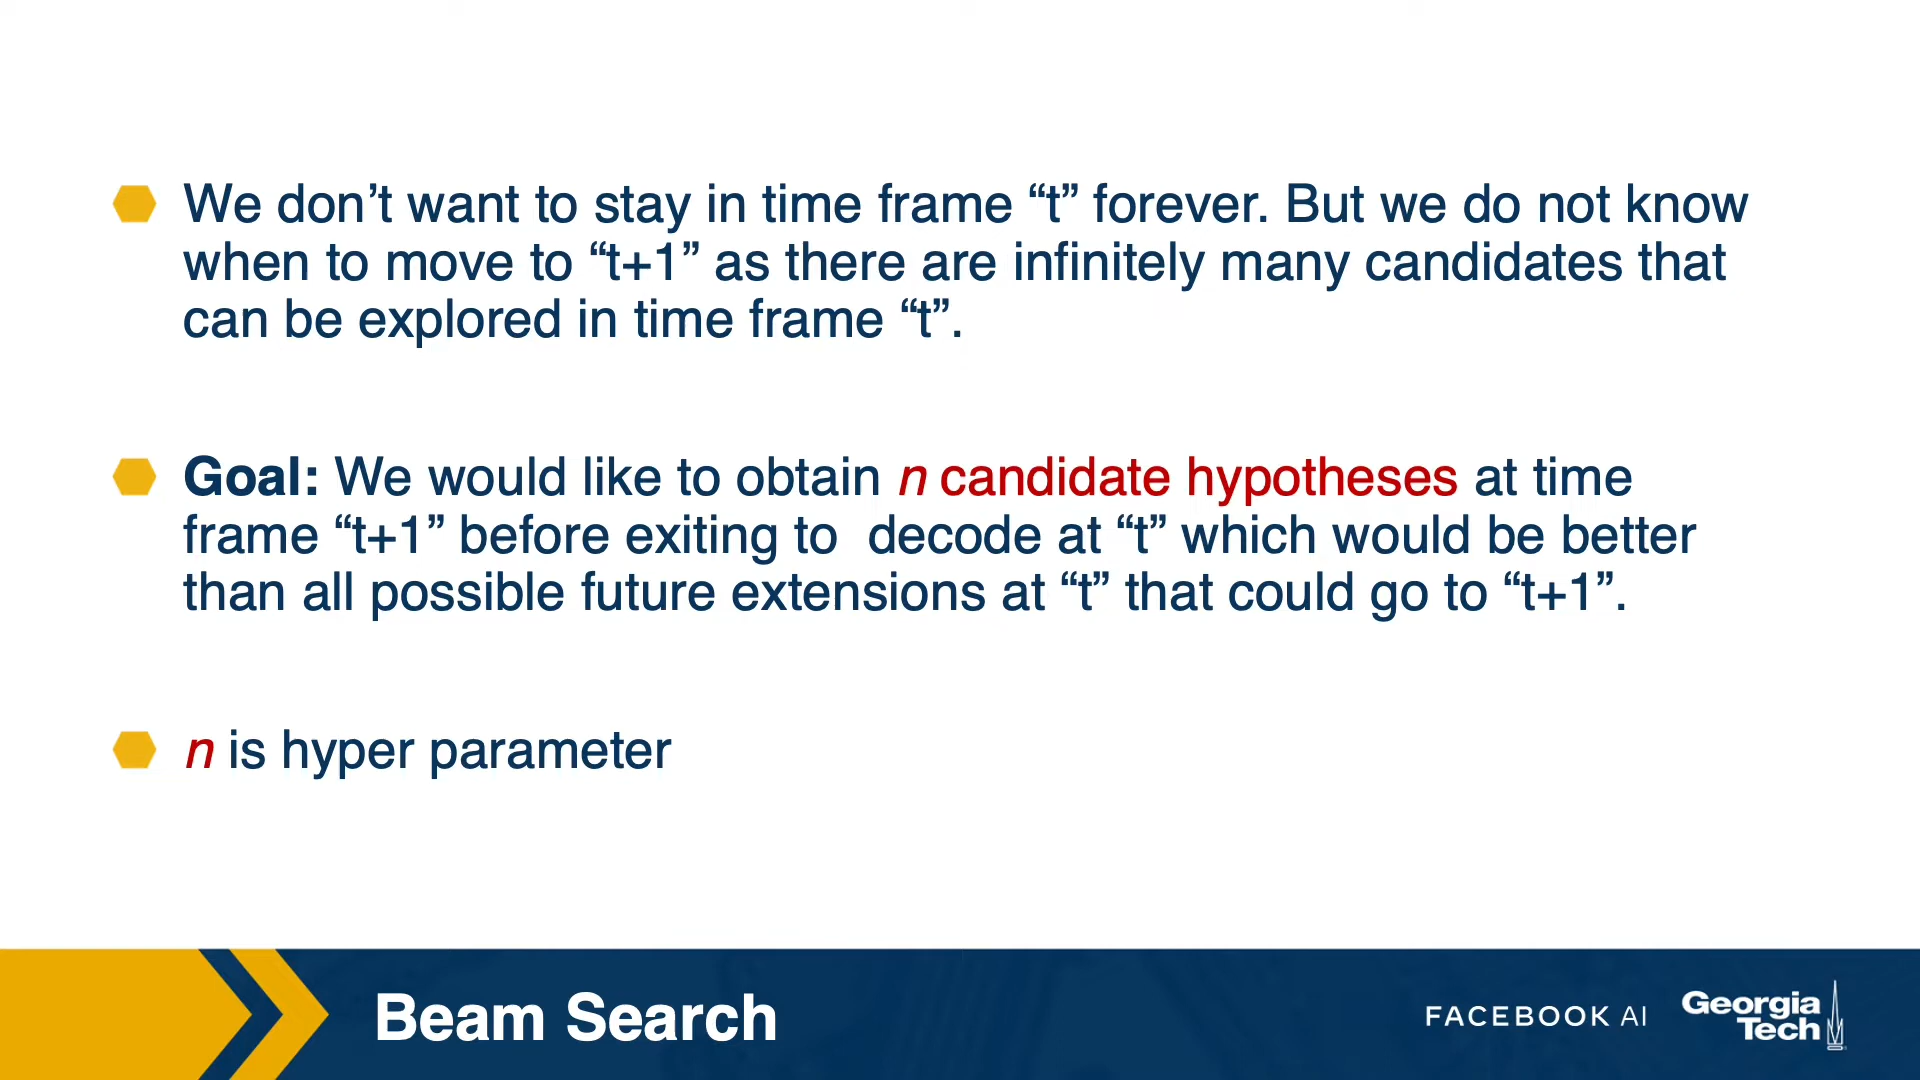 We don’t want to stay in time frame “t” forever. But we do not know
when to move to “t+1” as there are infinitely many candidates that
can be explored in time frame “t”.
Goal: We would like to obtain n candidate hypotheses at time
frame “t+1” before exiting to  decode at “t” which would be better
than all possible future extensions at “t” that could go to “t+1”.
n is hyper parameter
Beam Search
FACEBOOK AI
Georgia
Tech